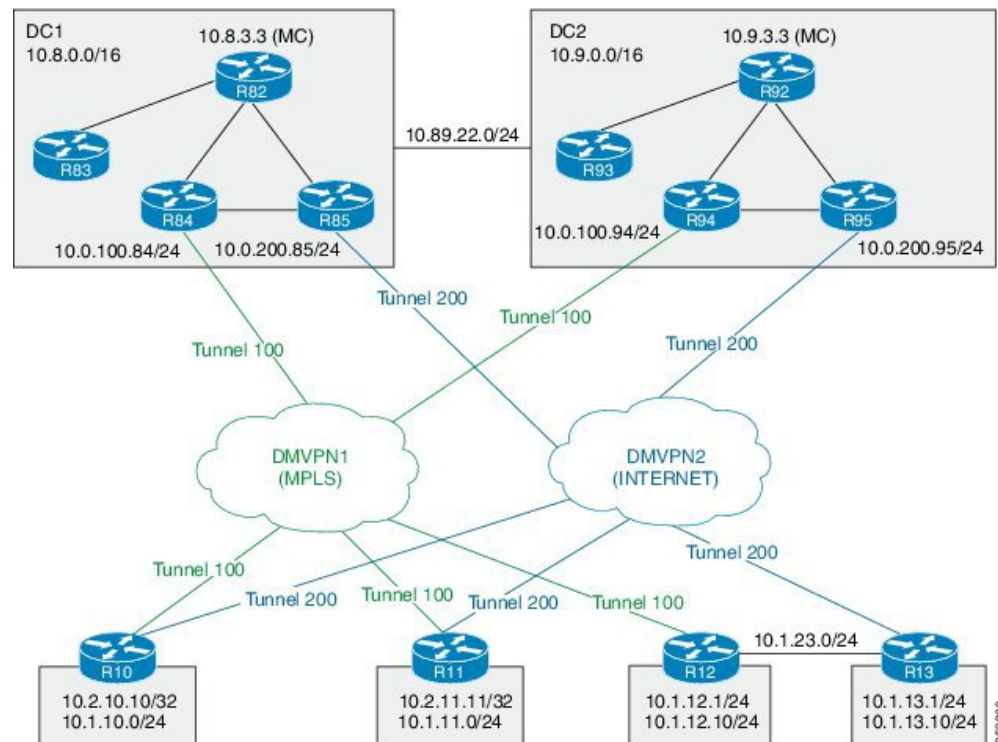 DC1
10.8.0.0/16
10.8.3.3 (MC)
R82
R83
R84
R85
10.0.100.84/24
10.0.200.85/24
10.89.22.0/24
DC2
10.9.0.0/16
10.9.3.3 (MC)
R92
R93
R94
R95
10.0.100.94/24
10.0.200.95/24
Tunnel 200
Tunnel 100
Tunnel 100
Tunnel 200
DMVPN1
(MPLS)
DMVPN2
(INTERNET)
Tunnel 100
Tunnel 200
Tunnel 100
Tunnel 200
Tunnel 100
Tunnel 200
R10
10.2.10.10/32
10.1.10.0/24
R11
10.2.11.11/32
10.1.11.0/24
R12
10.1.12.1/24
10.1.12.10/24
10.1.23.0/24
R13
10.1.13.1/24
10.1.13.10/24